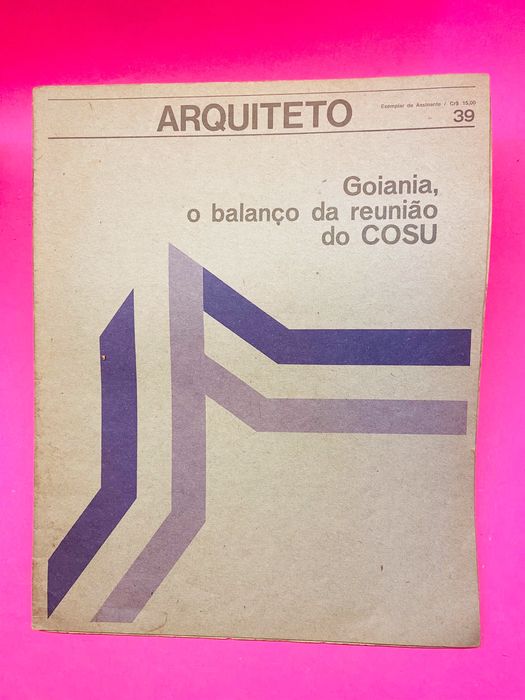 ARQUITETO
Exemplar de Assinante / Cr$ 15,00
39
Goiania,
o balanço da reunião
do COSU